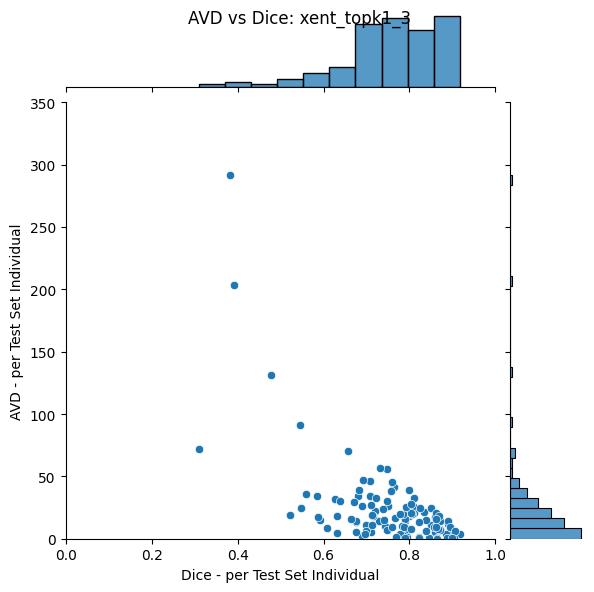 AVD vs Dice: xent_topk1_3
350
300
250
200
150
100
50
0
AVD - per Test Set Individual
0.0 0.2 0.4 0.6 0.8 1.0
Dice - per Test Set Individual